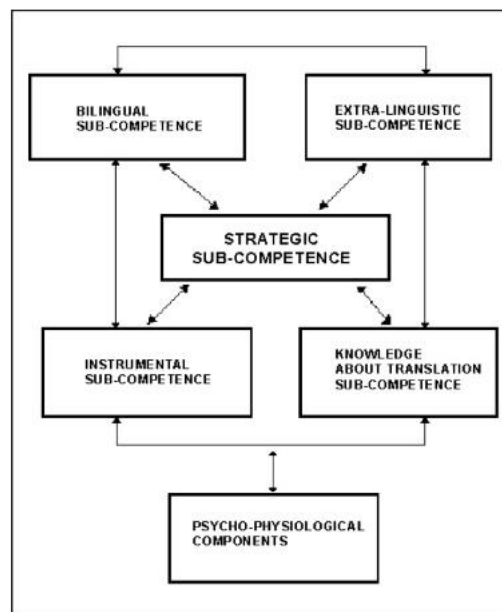 BILINGUAL
SUB-COMPETENCE
EXTRA-LINGUISTIC
SUB-COMPETENCE
STRATEGIC
SUB-COMPETENCE
INSTRUMENTAL
SUB-COMPETENCE
KNOWLEDGE
ABOUT TRANSLATION
SUB-COMPETENCE
PSYCHO-PHYSIOLOGICAL
COMPONENTS